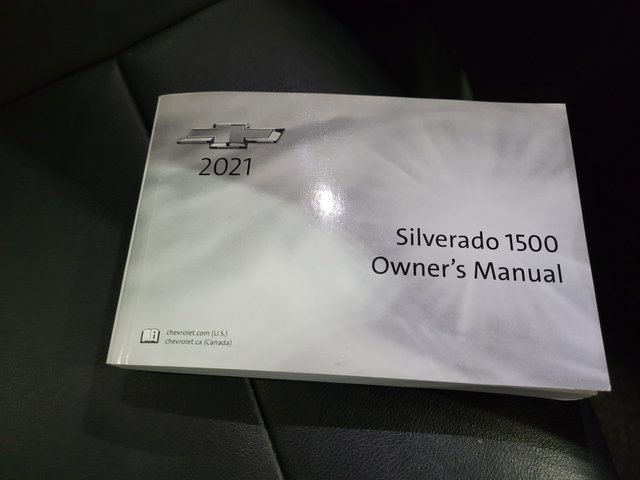 2021
Silverado 1500
Owner's Manual
chevrolet.com (U.S.)
chevrolet.ca (Canada)